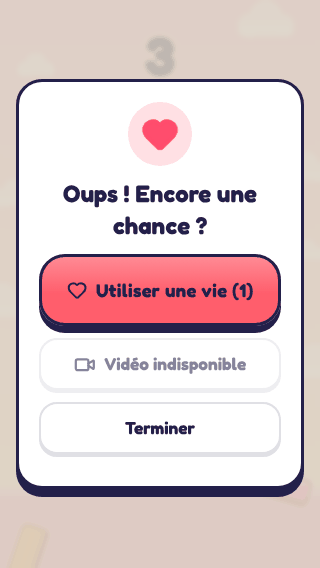 3
Oups ! Encore une
chance ?
Utiliser une vie (1)
Vidéo indisponible
Terminer